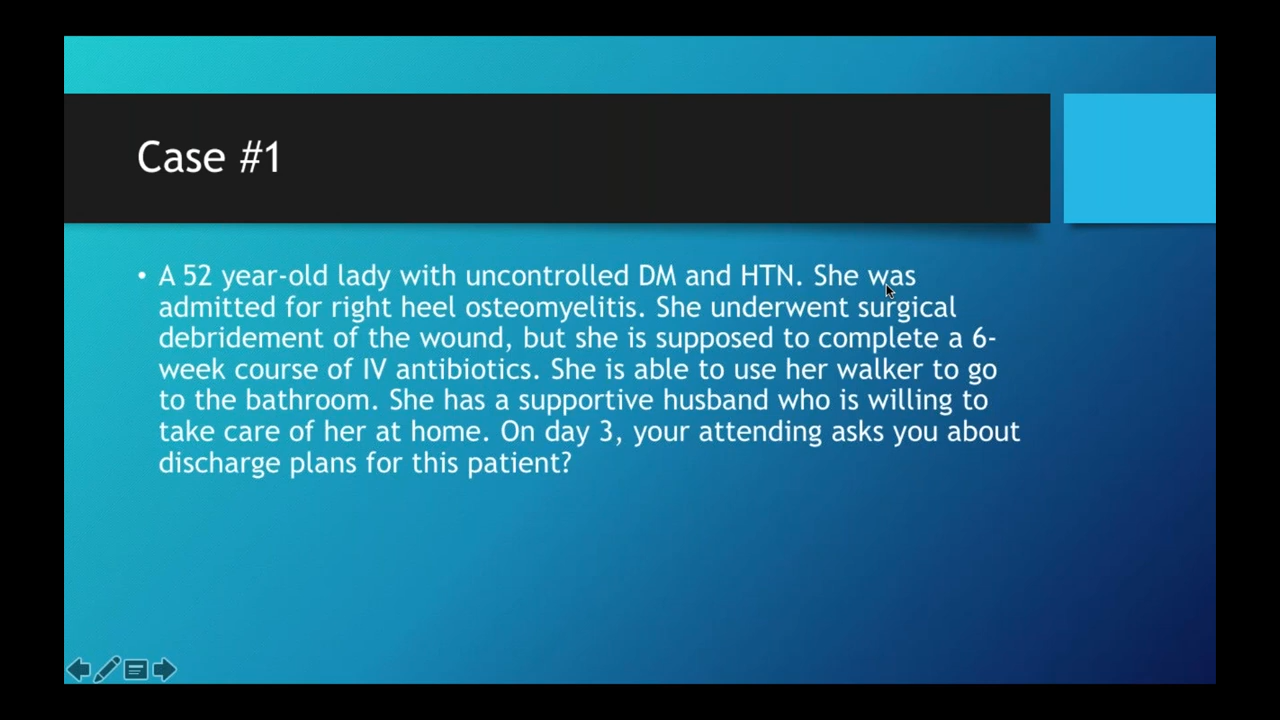 Case #1
• A 52 year-old lady with uncontrolled DM and HTN. She was
admitted for right heel osteomyelitis. She underwent surgical
debridement of the wound, but she is supposed to complete a 6-
week course of IV antibiotics. She is able to use her walker to go
to the bathroom. She has a supportive husband who is willing to
take care of her at home. On day 3, your attending asks you about
discharge plans for this patient?